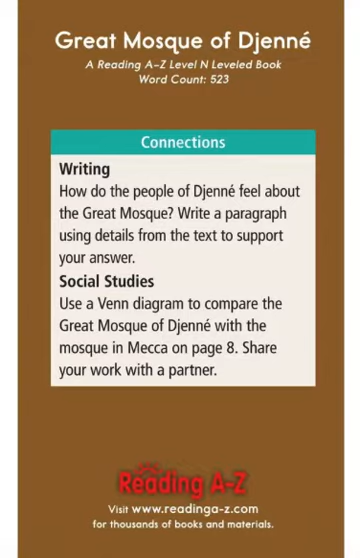 Great Mosque of Djenné
A Reading A–Z Level N Leveled Book
Word Count: 523
Connections
Writing
How do the people of Djenné feel about
the Great Mosque? Write a paragraph
using details from the text to support
your answer.
Social Studies
Use a Venn diagram to compare the
Great Mosque of Djenné with the
mosque in Mecca on page 8. Share
your work with a partner.
Reading A-Z
Visit www.readinga-z.com
for thousands of books and materials.